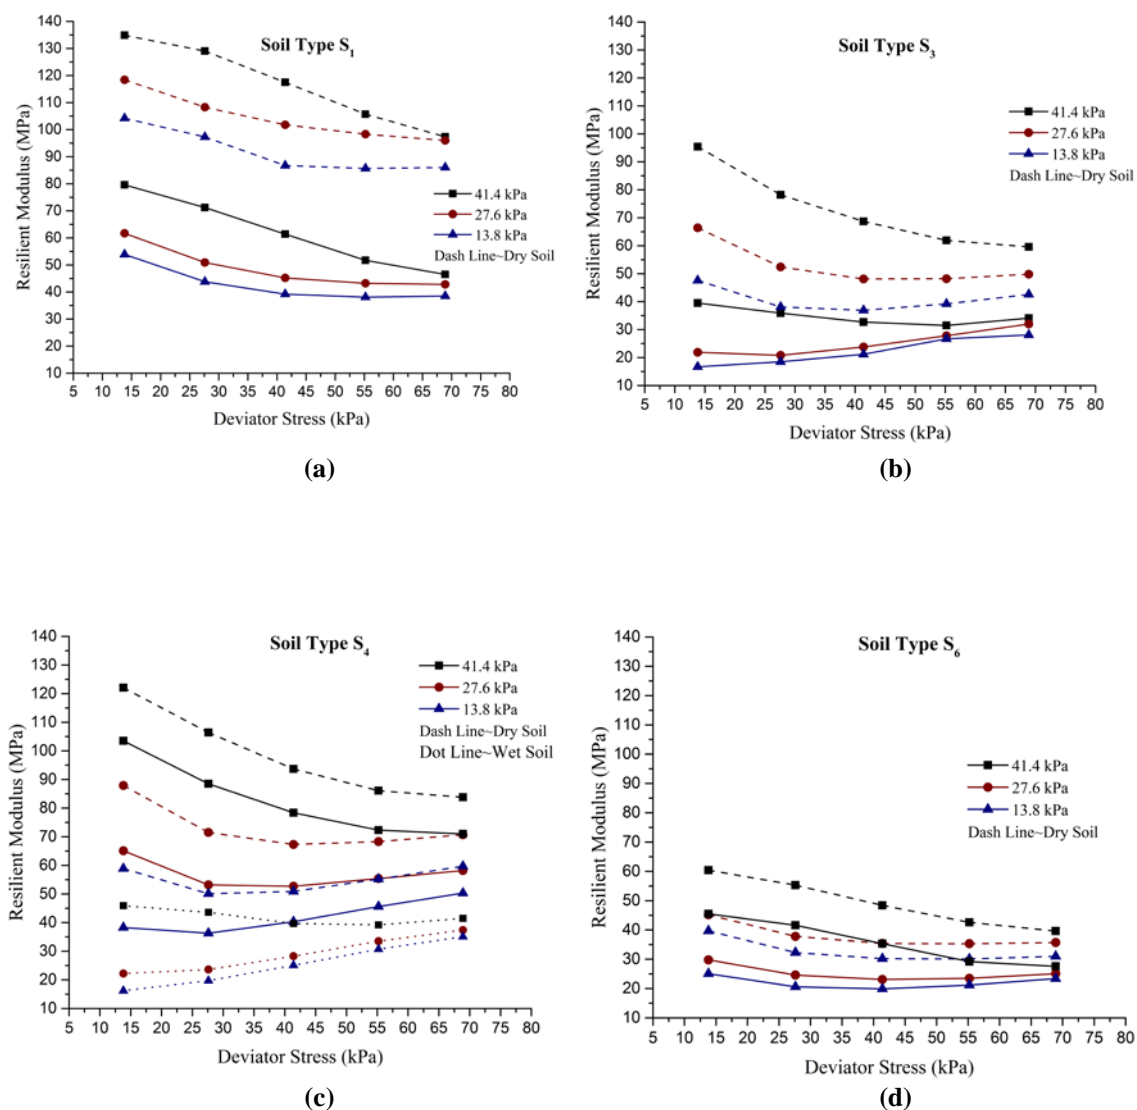 Soil Type S1
Resilient Modulus (MPa)
140
130
120
110
100
90
80
70
60
50
40
30
20
10
41.4 kPa
27.6 kPa
13.8 kPa
Dash Line~Dry Soil
5 10 15 20 25 30 35 40 45 50 55 60 65 70 75 80
Deviator Stress (kPa)
(a)
Soil Type S3
Resilient Modulus (MPa)
140
130
120
110
100
90
80
70
60
50
40
30
20
10
41.4 kPa
27.6 kPa
13.8 kPa
Dash Line~Dry Soil
5 10 15 20 25 30 35 40 45 50 55 60 65 70 75 80
Deviator Stress (kPa)
(b)
Soil Type S4
Resilient Modulus (MPa)
140
130
120
110
100
90
80
70
60
50
40
30
20
10
41.4 kPa
27.6 kPa
13.8 kPa
Dash Line~Dry Soil
Dot Line~Wet Soil
5 10 15 20 25 30 35 40 45 50 55 60 65 70 75 80
Deviator Stress (kPa)
(c)
Soil Type S6
Resilient Modulus (MPa)
140
130
120
110
100
90
80
70
60
50
40
30
20
10
41.4 kPa
27.6 kPa
13.8 kPa
Dash Line~Dry Soil
5 10 15 20 25 30 35 40 45 50 55 60 65 70 75 80
Deviator Stress (kPa)
(d)